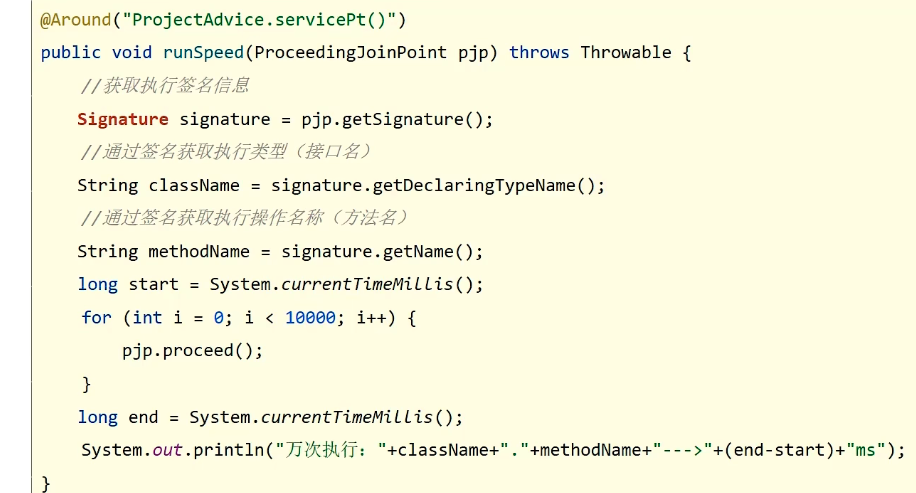 @Around("ProjectAdvice.servicePt()")
public void runSpeed(ProceedingJoinPoint pjp) throws Throwable {
    //获取执行签名信息
    Signature signature = pjp.getSignature();
    //通过签名获取执行类型（接口名）
    String className = signature.getDeclaringTypeName();
    //通过签名获取执行操作名称（方法名）
    String methodName = signature.getName();
    long start = System.currentTimeMillis();
    for (int i = 0; i < 10000; i++) {
        pjp.proceed();
    }
    long end = System.currentTimeMillis();
    System.out.println("万次执行："+className+"."+methodName+"--->"+(end-start)+"ms");
}